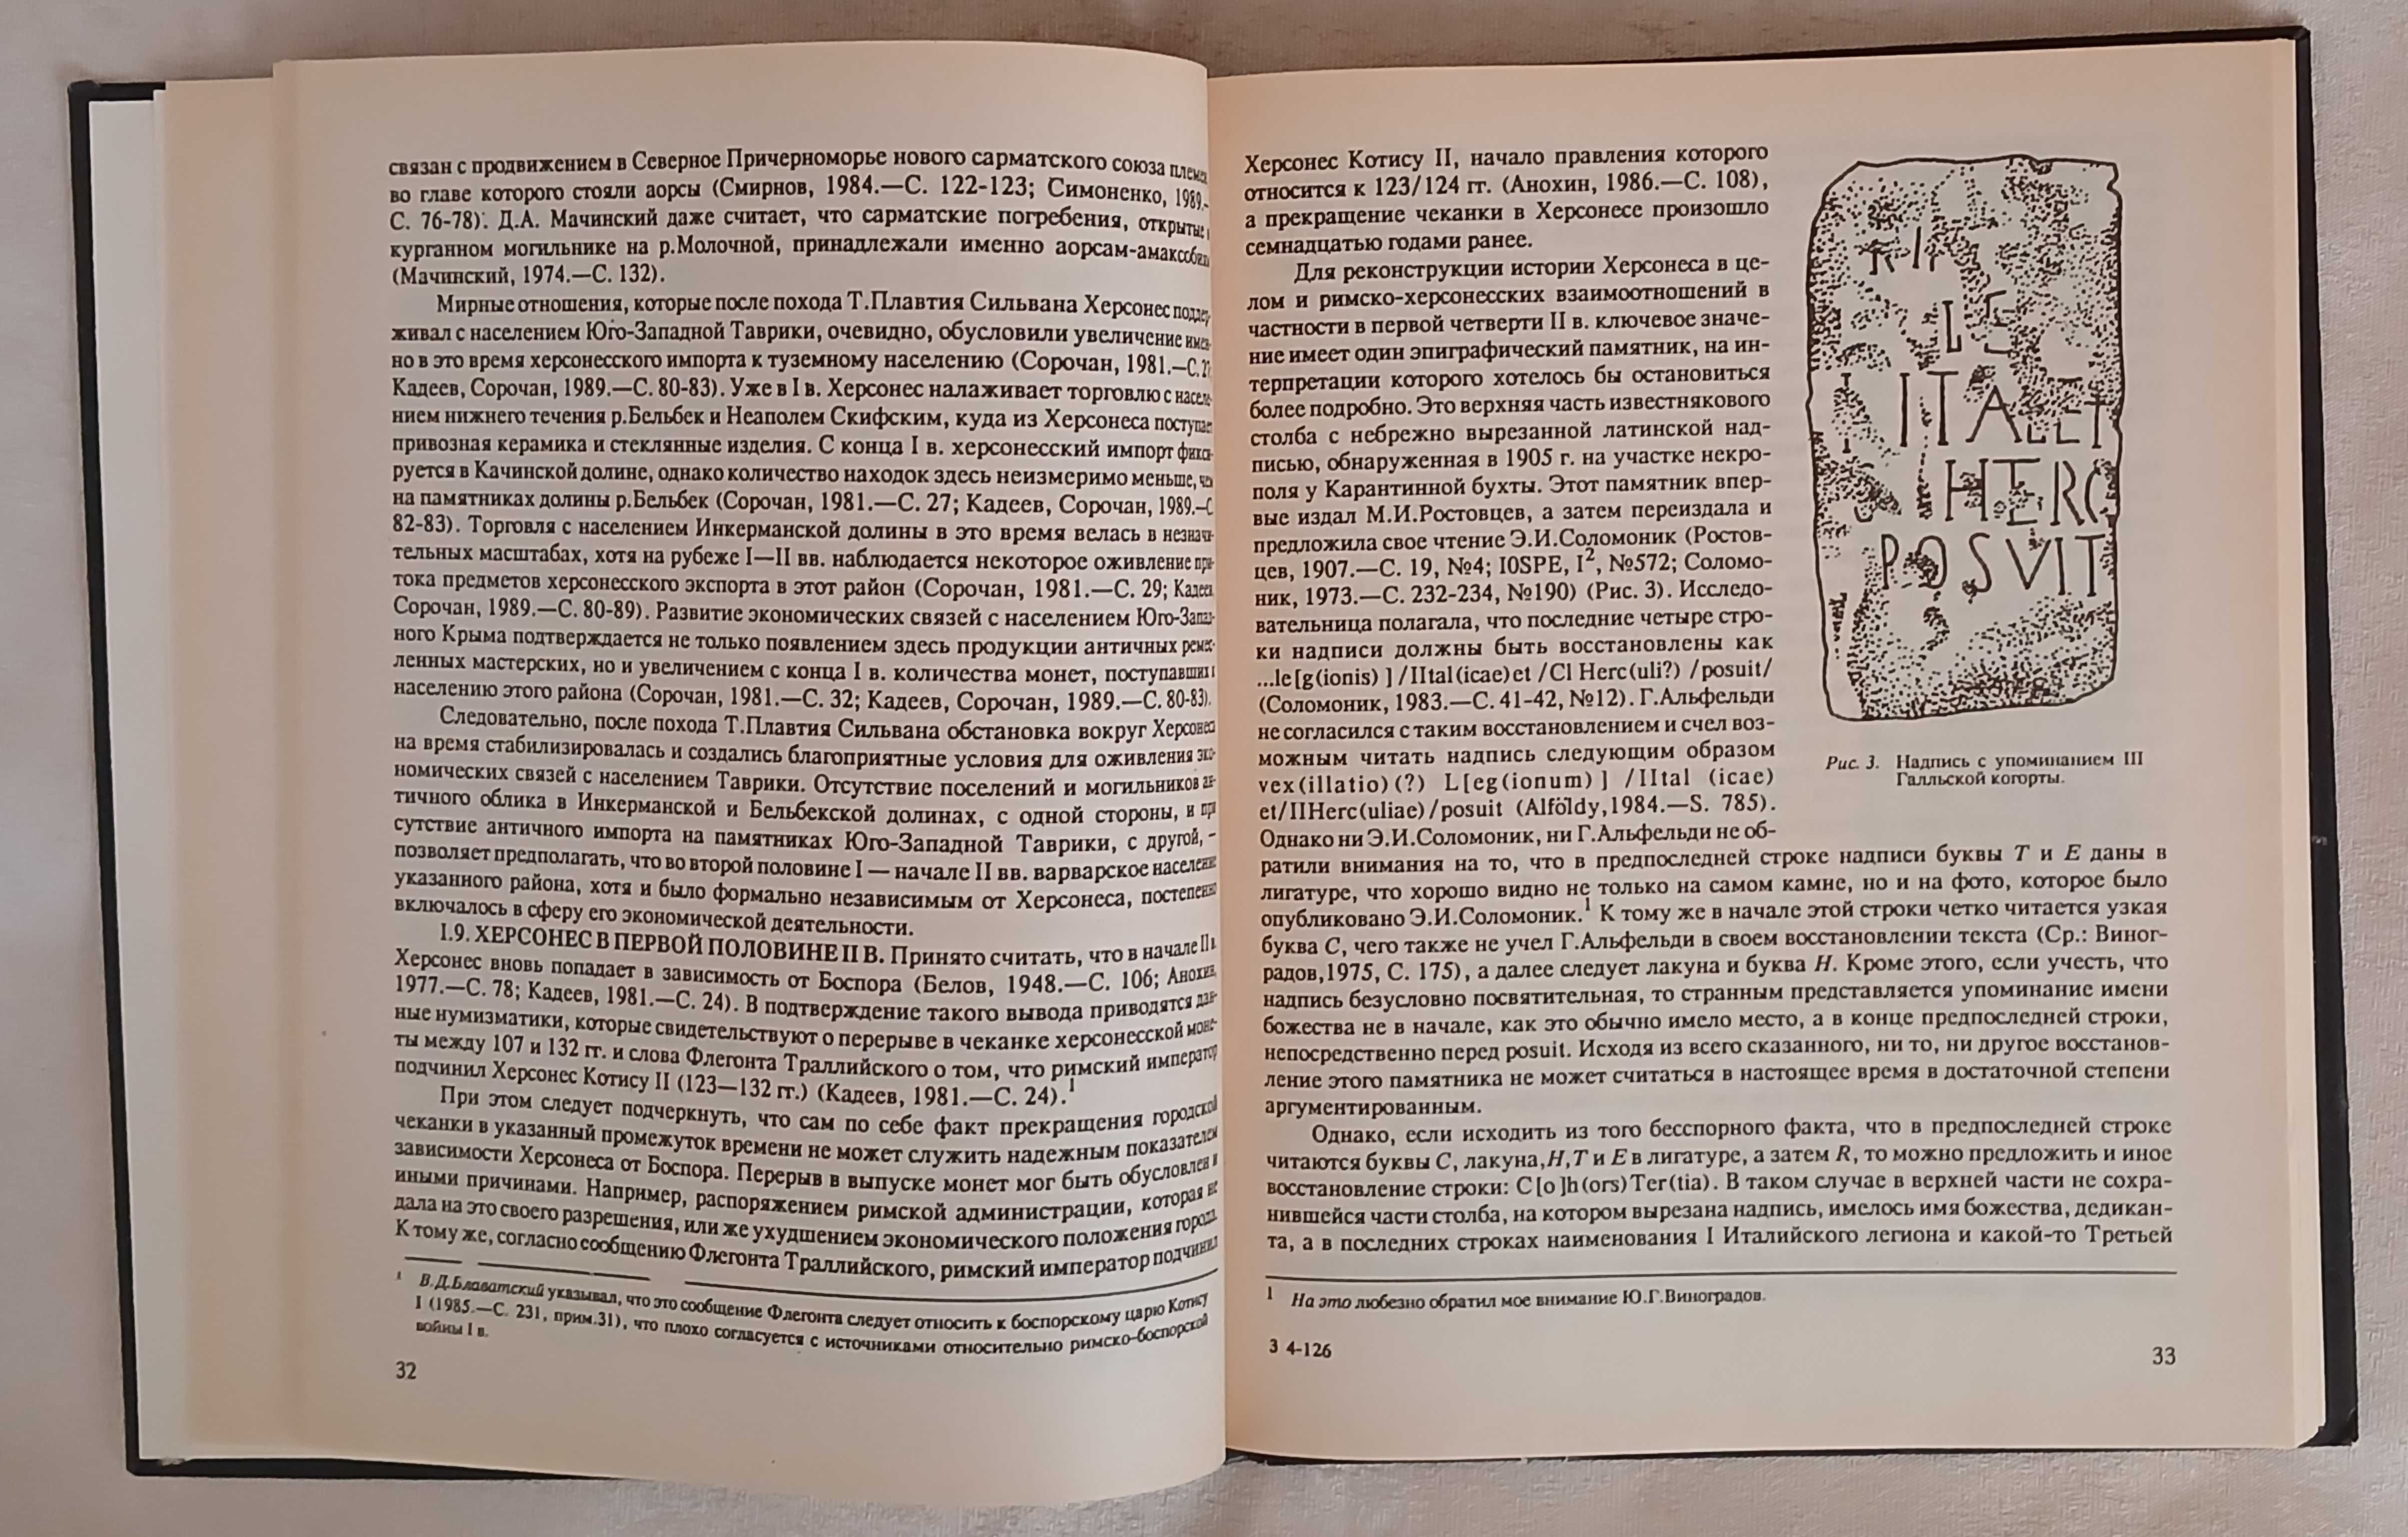 связан с продвижением в Северное Причерноморье нового сарматского союза племен
во главе которого стояли аорсы (Смирнов, 1984.—С. 122-123; Симоненко, 1989.-
С. 76-78). Д.А. Мачинский даже считает, что сарматские погребения, открытые
курганном могильнике на р.Молочной, принадлежали именно аорсам-амаксобиям
(Мачинский, 1974.—С. 132).
Мирные отношения, которые после похода Т.Плавтия Сильвана Херсонес поддер-
живал с населением Юго-Западной Таврики, очевидно, обусловили увеличение имен-
но в это время херсонесского импорта к туземному населению (Сорочан, 1981.—С.
Кадеев, Сорочан, 1989.—С. 80-83). Уже в I в. Херсонес налаживает торговлю с населе-
нием нижнего течения р.Бельбек и Неаполем Скифским, куда из Херсонеса поступает
привозная керамика и стеклянные изделия. С конца I в. херсонесский импорт фикси-
руется в Качинской долине, однако количество находок здесь неизмеримо меньше, чем
на памятниках долины р.Бельбек (Сорочан, 1981.—С. 27; Кадеев, Сорочан, 1989.—С
82-83). Торговля с населением Инкерманской долины в это время велась в незначи-
тельных масштабах, хотя на рубеже I—II вв. наблюдается некоторое оживление при-
тока предметов херсонесского экспорта в этот район (Сорочан, 1981.—С. 29; Кадеев,
Сорочан, 1989.—С. 80-89). Развитие экономических связей с населением Юго-Запад-
ного Крыма подтверждается не только появлением здесь продукции античных ремес-
ленных мастерских, но и увеличением с конца I в. количества монет, поступавших к
населению этого района (Сорочан, 1981.—С. 32; Кадеев, Сорочан, 1989.—С. 80-83).
Следовательно, после похода Т.Плавтия Сильвана обстановка вокруг Херсонеса
на время стабилизировалась и создались благоприятные условия для оживления эко-
номических связей с населением Таврики. Отсутствие поселений и могильников ан-
тичного облика в Инкерманской и Бельбекской долинах, с одной стороны, и при
сутствие античного импорта на памятниках Юго-Западной Таврики, с другой, –
позволяет предполагать, что во второй половине I — начале II вв. варварское население
указанного района, хотя и было формально независимым от Херсонеса, постепенно
включалось в сферу его экономической деятельности.
I.9. ХЕРСОНЕС В ПЕРВОЙ ПОЛОВИНЕ II В. Принято считать, что в начале II в.
Херсонес вновь попадает в зависимость от Боспора (Белов, 1948.—С. 106; Анохин,
1977.—С. 78; Кадеев, 1981.—С. 24). В подтверждение такого вывода приводятся дан-
ные нумизматики, которые свидетельствуют о перерыве в чеканке херсонесской моне-
ты между 107 и 132 гг. и слова Флегонта Траллийского о том, что римский император
подчинил Херсонес Котису II (123—132 гг.) (Кадеев, 1981.—С. 24).1
При этом следует подчеркнуть, что сам по себе факт прекращения городской
чеканки в указанный промежуток времени не может служить надежным показателем
зависимости Херсонеса от Боспора. Перерыв в выпуске монет мог быть обусловлен и
иными причинами. Например, распоряжением римской администрации, которая не
дала на это своего разрешения, или же ухудшением экономического положения города.
К тому же, согласно сообщению Флегонта Траллийского, римский император подчинил
1 В.Д.Блаватский указывал, что это сообщение Флегонта следует относить к боспорскому царю Котису
I (1985.—С. 231, прим.31), что плохо согласуется с источниками относительно римско-боспорской
войны I в.
32
Херсонес Котису II, начало правления которого
относится к 123/124 гг. (Анохин, 1986.—С. 108),
а прекращение чеканки в Херсонесе произошло
семнадцатью годами ранее.
Для реконструкции истории Херсонеса в це-
лом и римско-херсонесских взаимоотношений в
частности в первой четверти II в. ключевое значе-
ние имеет один эпиграфический памятник, на ин-
терпретации которого хотелось бы остановиться
более подробно. Это верхняя часть известнякового
столба с небрежно вырезанной латинской над-
писью, обнаруженная в 1905 г. на участке некро-
поля у Карантинной бухты. Этот памятник впер-
вые издал М.И.Ростовцев, а затем переиздала и
предложила свое чтение Э.И.Соломоник (Ростов-
цев, 1907.—С. 19, №4; IOSPE, I2, №572; Соломо-
ник, 1973.—С. 232-234, №190) (Рис. 3). Исследо-
вательница полагала, что последние четыре стро-
ки надписи должны быть восстановлены как
...le[g(ionis) ] /IItal(icae)et /Cl Herc(uli?) /posuit/
(Соломоник, 1983.—С. 41-42, №12). Г.Альфельди
не согласился с таким восстановлением и счел воз-
можным читать надпись следующим образом
vex(illatio) (?) L[eg(ionum)] /IItal (icae)
et/IIHerc(uliae) /posuit (Alföldy,1984.—S. 785).
Однако ни Э.И.Соломоник, ни Г.Альфельди не об-
LE
ITALET
HERC
POSVIT
Рис. 3. Надпись с упоминанием III
Галльской когорты.
ратили внимания на то, что в предпоследней строке надписи буквы T и E даны в
лигатуре, что хорошо видно не только на самом камне, но и на фото, которое было
опубликовано Э.И.Соломоник.1 К тому же в начале этой строки четко читается узкая
буква C, чего также не учел Г.Альфельди в своем восстановлении текста (Ср.: Виног-
радов,1975, С. 175), а далее следует лакуна и буква H. Кроме этого, если учесть, что
надпись безусловно посвятительная, то странным представляется упоминание имени
божества не в начале, как это обычно имело место, а в конце предпоследней строки,
непосредственно перед posuit. Исходя из всего сказанного, ни то, ни другое восстанов-
ление этого памятника не может считаться в настоящее время в достаточной степени
аргументированным.
Однако, если исходить из того бесспорного факта, что в предпоследней строке
читаются буквы C, лакуна,H,T и E в лигатуре, а затем R, то можно предложить и иное
восстановление строки: C[o]h(ors)Ter(tia). В таком случае в верхней части не сохра-
нившейся части столба, на котором вырезана надпись, имелось имя божества, дедикан-
та, а в последних строках наименования I Италийского легиона и какой-то Третьей
1 На это любезно обратил мое внимание Ю.Г.Виноградов.
3 4-126
33